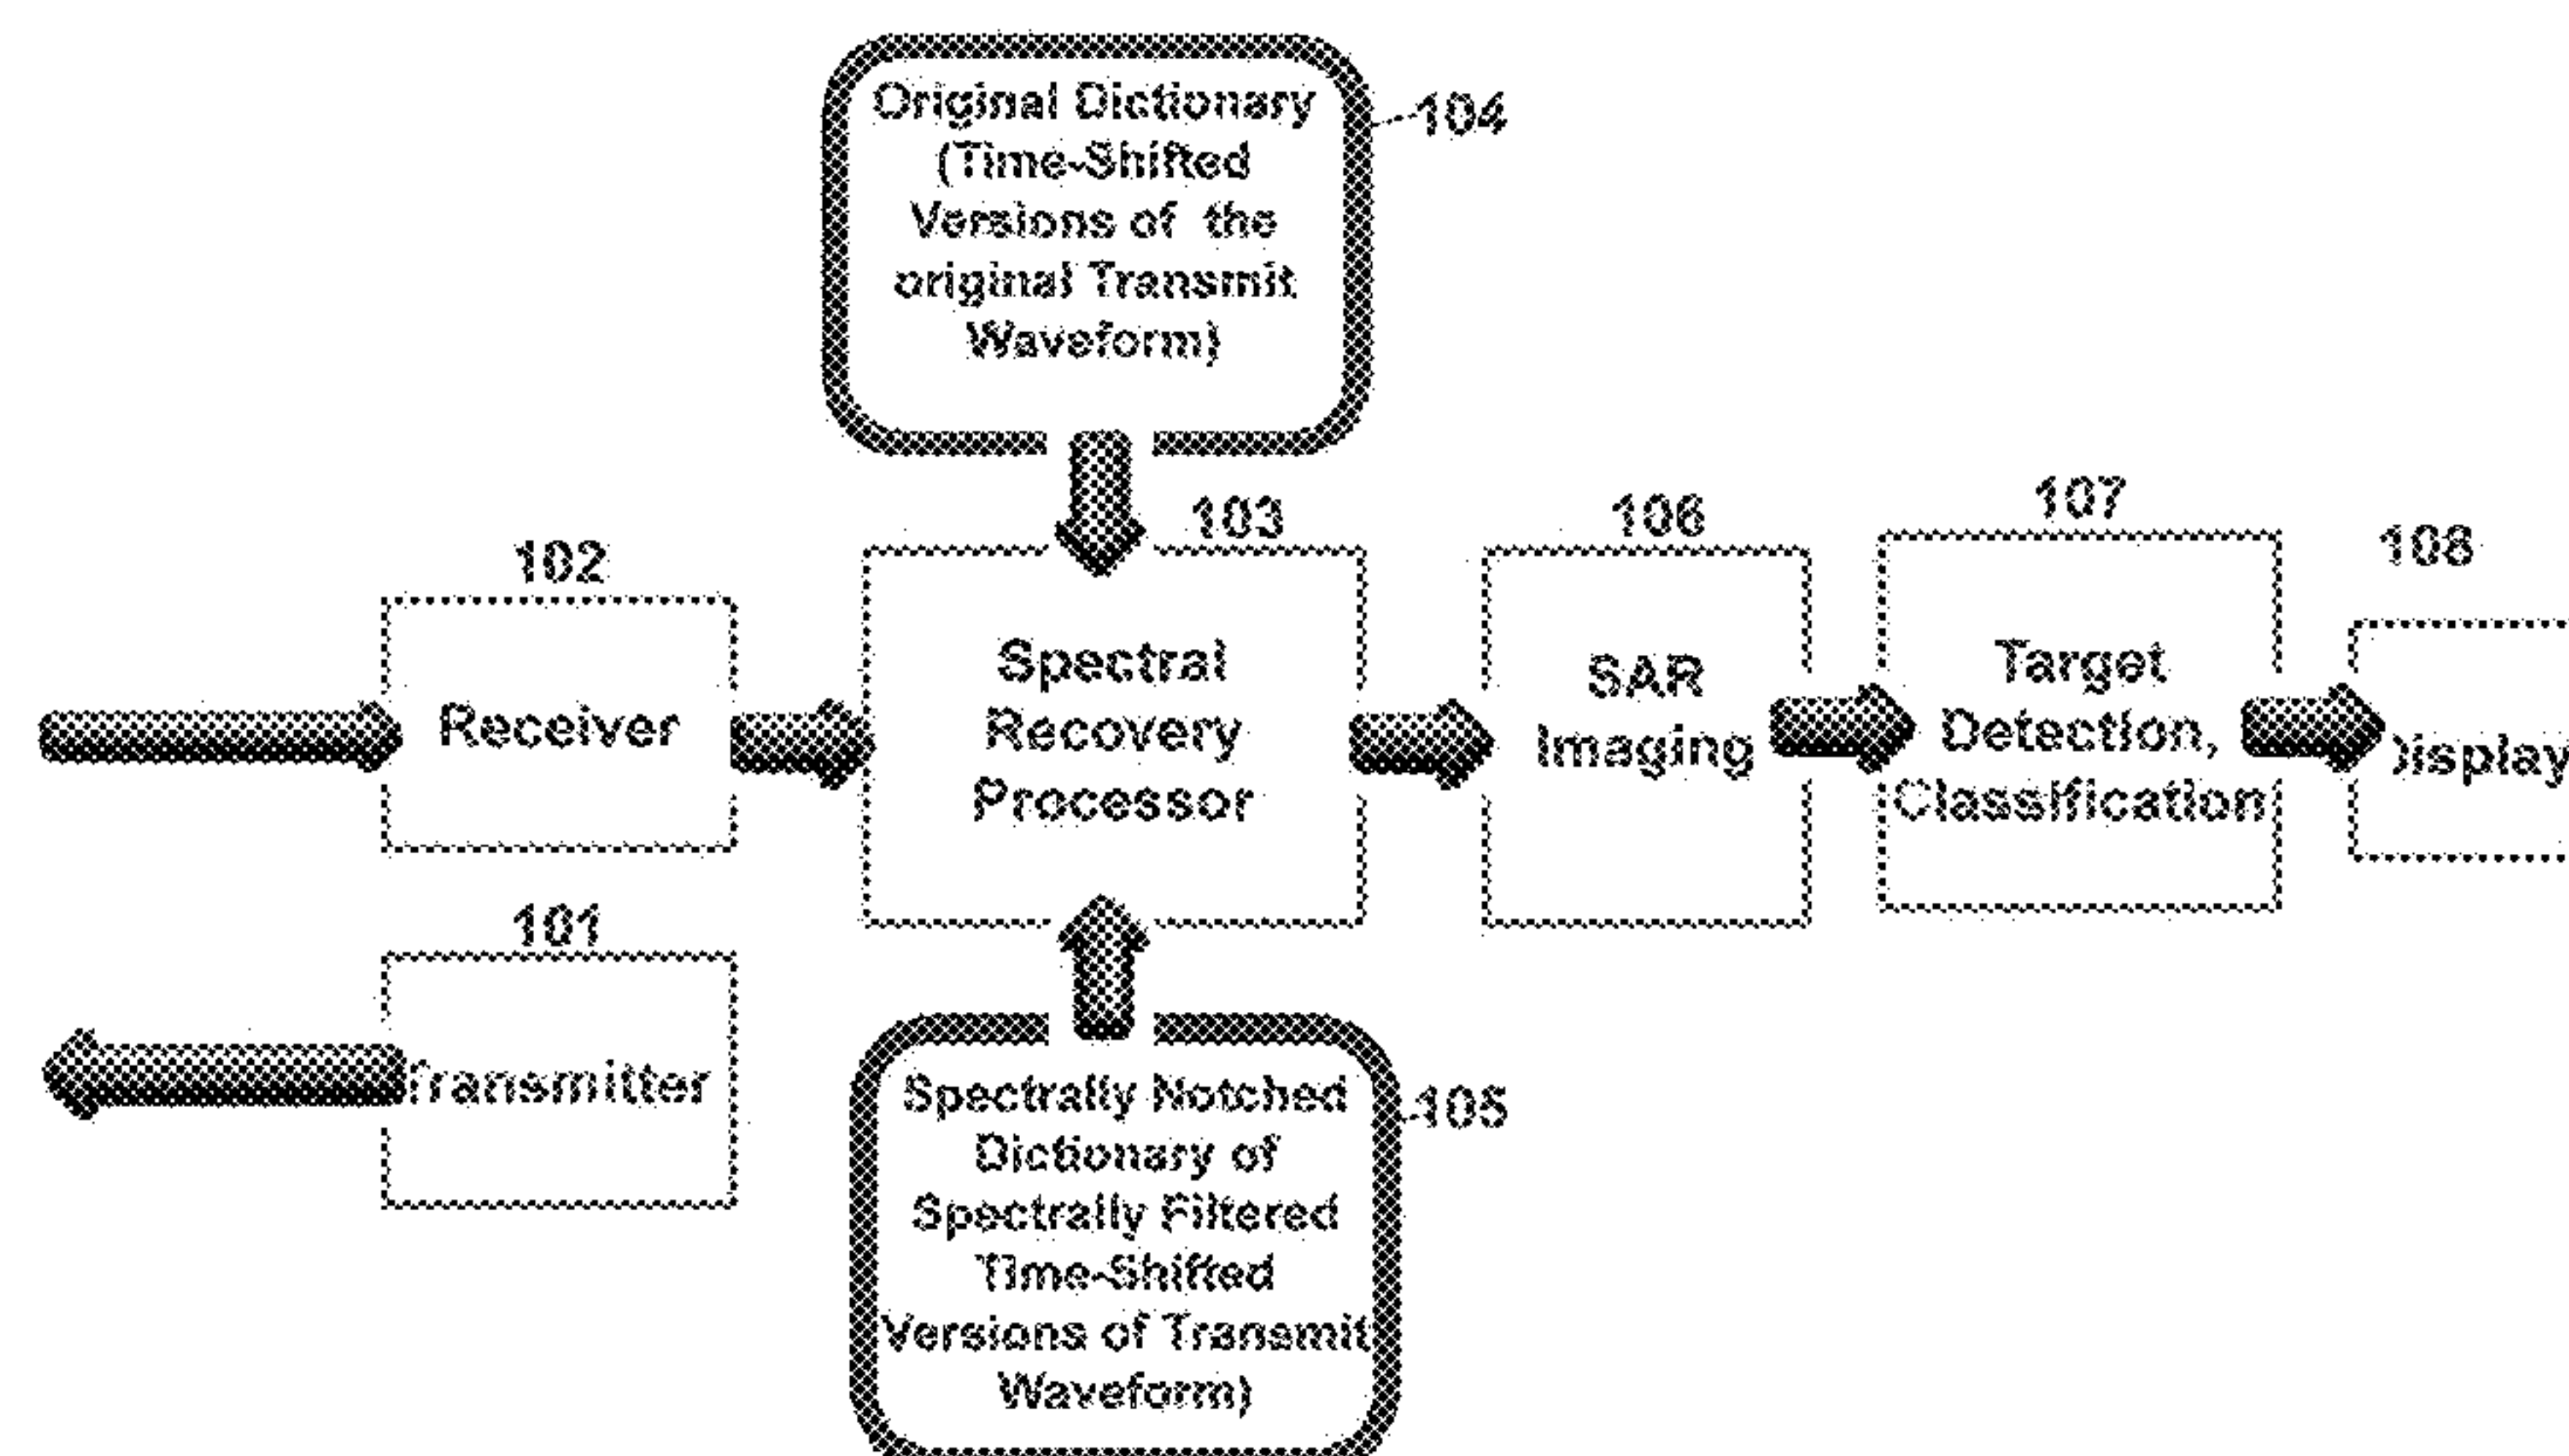 Original Dictionary
(Time-Shifted
Versions of the
original Transmit
Waveform)
104
103
106
107
108
102
Receiver
Spectral
Recovery
Processor
SAR
Imaging
Target
Detection,
Classification
Display
101
Transmitter
Spectrally Notched
Dictionary of
Spectrally Filtered
Time-Shifted
Versions of Transmit
Waveform)
105